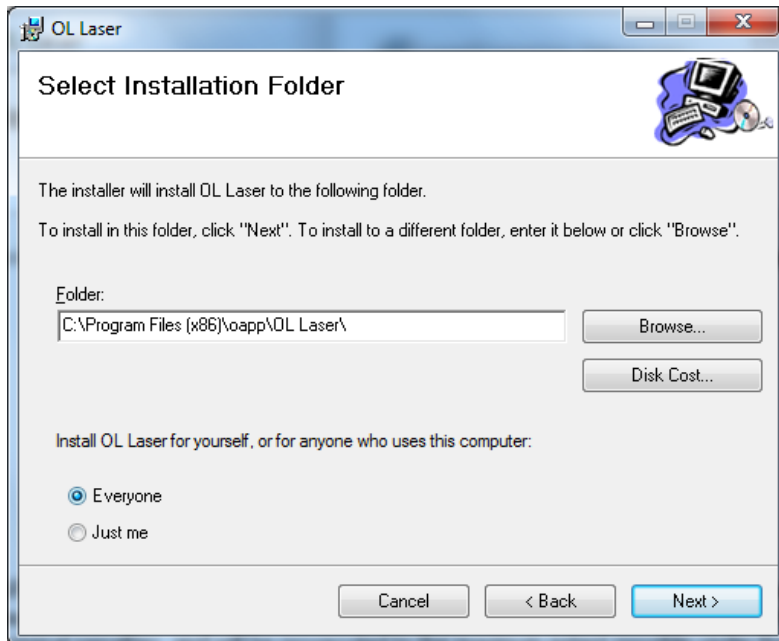 OL Laser
Select Installation Folder
The installer will install OL Laser to the following folder.
To install in this folder, click "Next". To install to a different folder, enter it below or click "Browse".
Folder:
C:\Program Files (x86)\oapp\OL Laser\
Browse...
Disk Cost...
Install OL Laser for yourself, or for anyone who uses this computer:
Everyone
Just me
Cancel
< Back
Next >